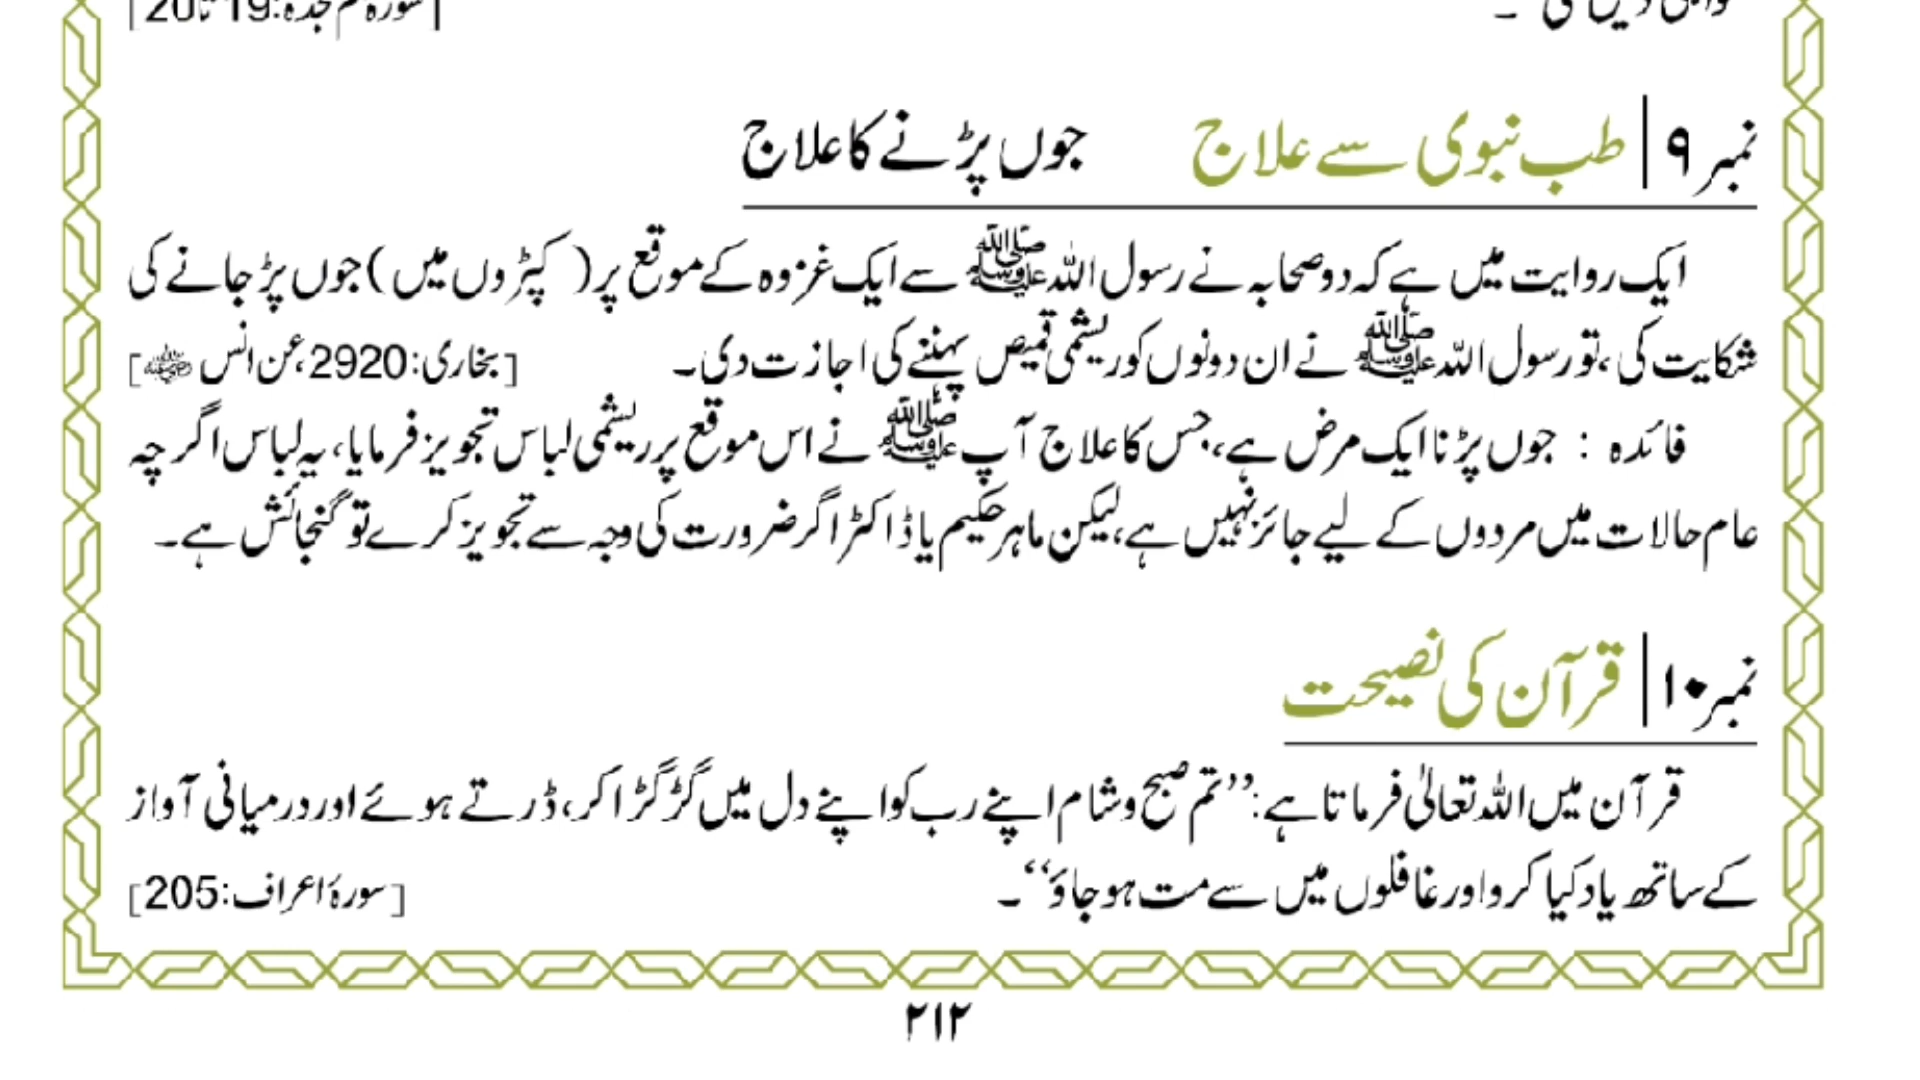 [سورہ حٰم سجدہ:19 تا 20]
نمبر ۹ | طب نبوی سے علاج جوں پڑنے کا علاج
ایک روایت میں ہے کہ دو صحابہ نے رسول اللہ ﷺ سے ایک غزوہ کے موقع پر ( کپڑوں میں ) جوں پڑ جانے کی
شکایت کی، تو رسول اللہ ﷺ نے ان دونوں کو ریشمی قمیص پہننے کی اجازت دی۔ [بخاری:2920، عن انس ؓ]
فائدہ : جوں پڑنا ایک مرض ہے، جس کا علاج آپ ﷺ نے اس موقع پر ریشمی لباس تجویز فرمایا، یہ لباس اگر چہ
عام حالات میں مردوں کے لیے جائز نہیں ہے، لیکن ماہر حکیم یا ڈاکٹر اگر ضرورت کی وجہ سے تجویز کرے تو گنجائش ہے۔
نمبر ۱۰ | قرآن کی نصیحت
قرآن میں اللہ تعالیٰ فرماتا ہے: ’’تم صبح و شام اپنے رب کو اپنے دل میں گڑگڑا کر، ڈرتے ہوئے اور درمیانی آواز
کے ساتھ یاد کیا کرو اور غافلوں میں سے مت ہو جاؤ‘‘۔ [سورۂ اعراف:205]
۲۱۲